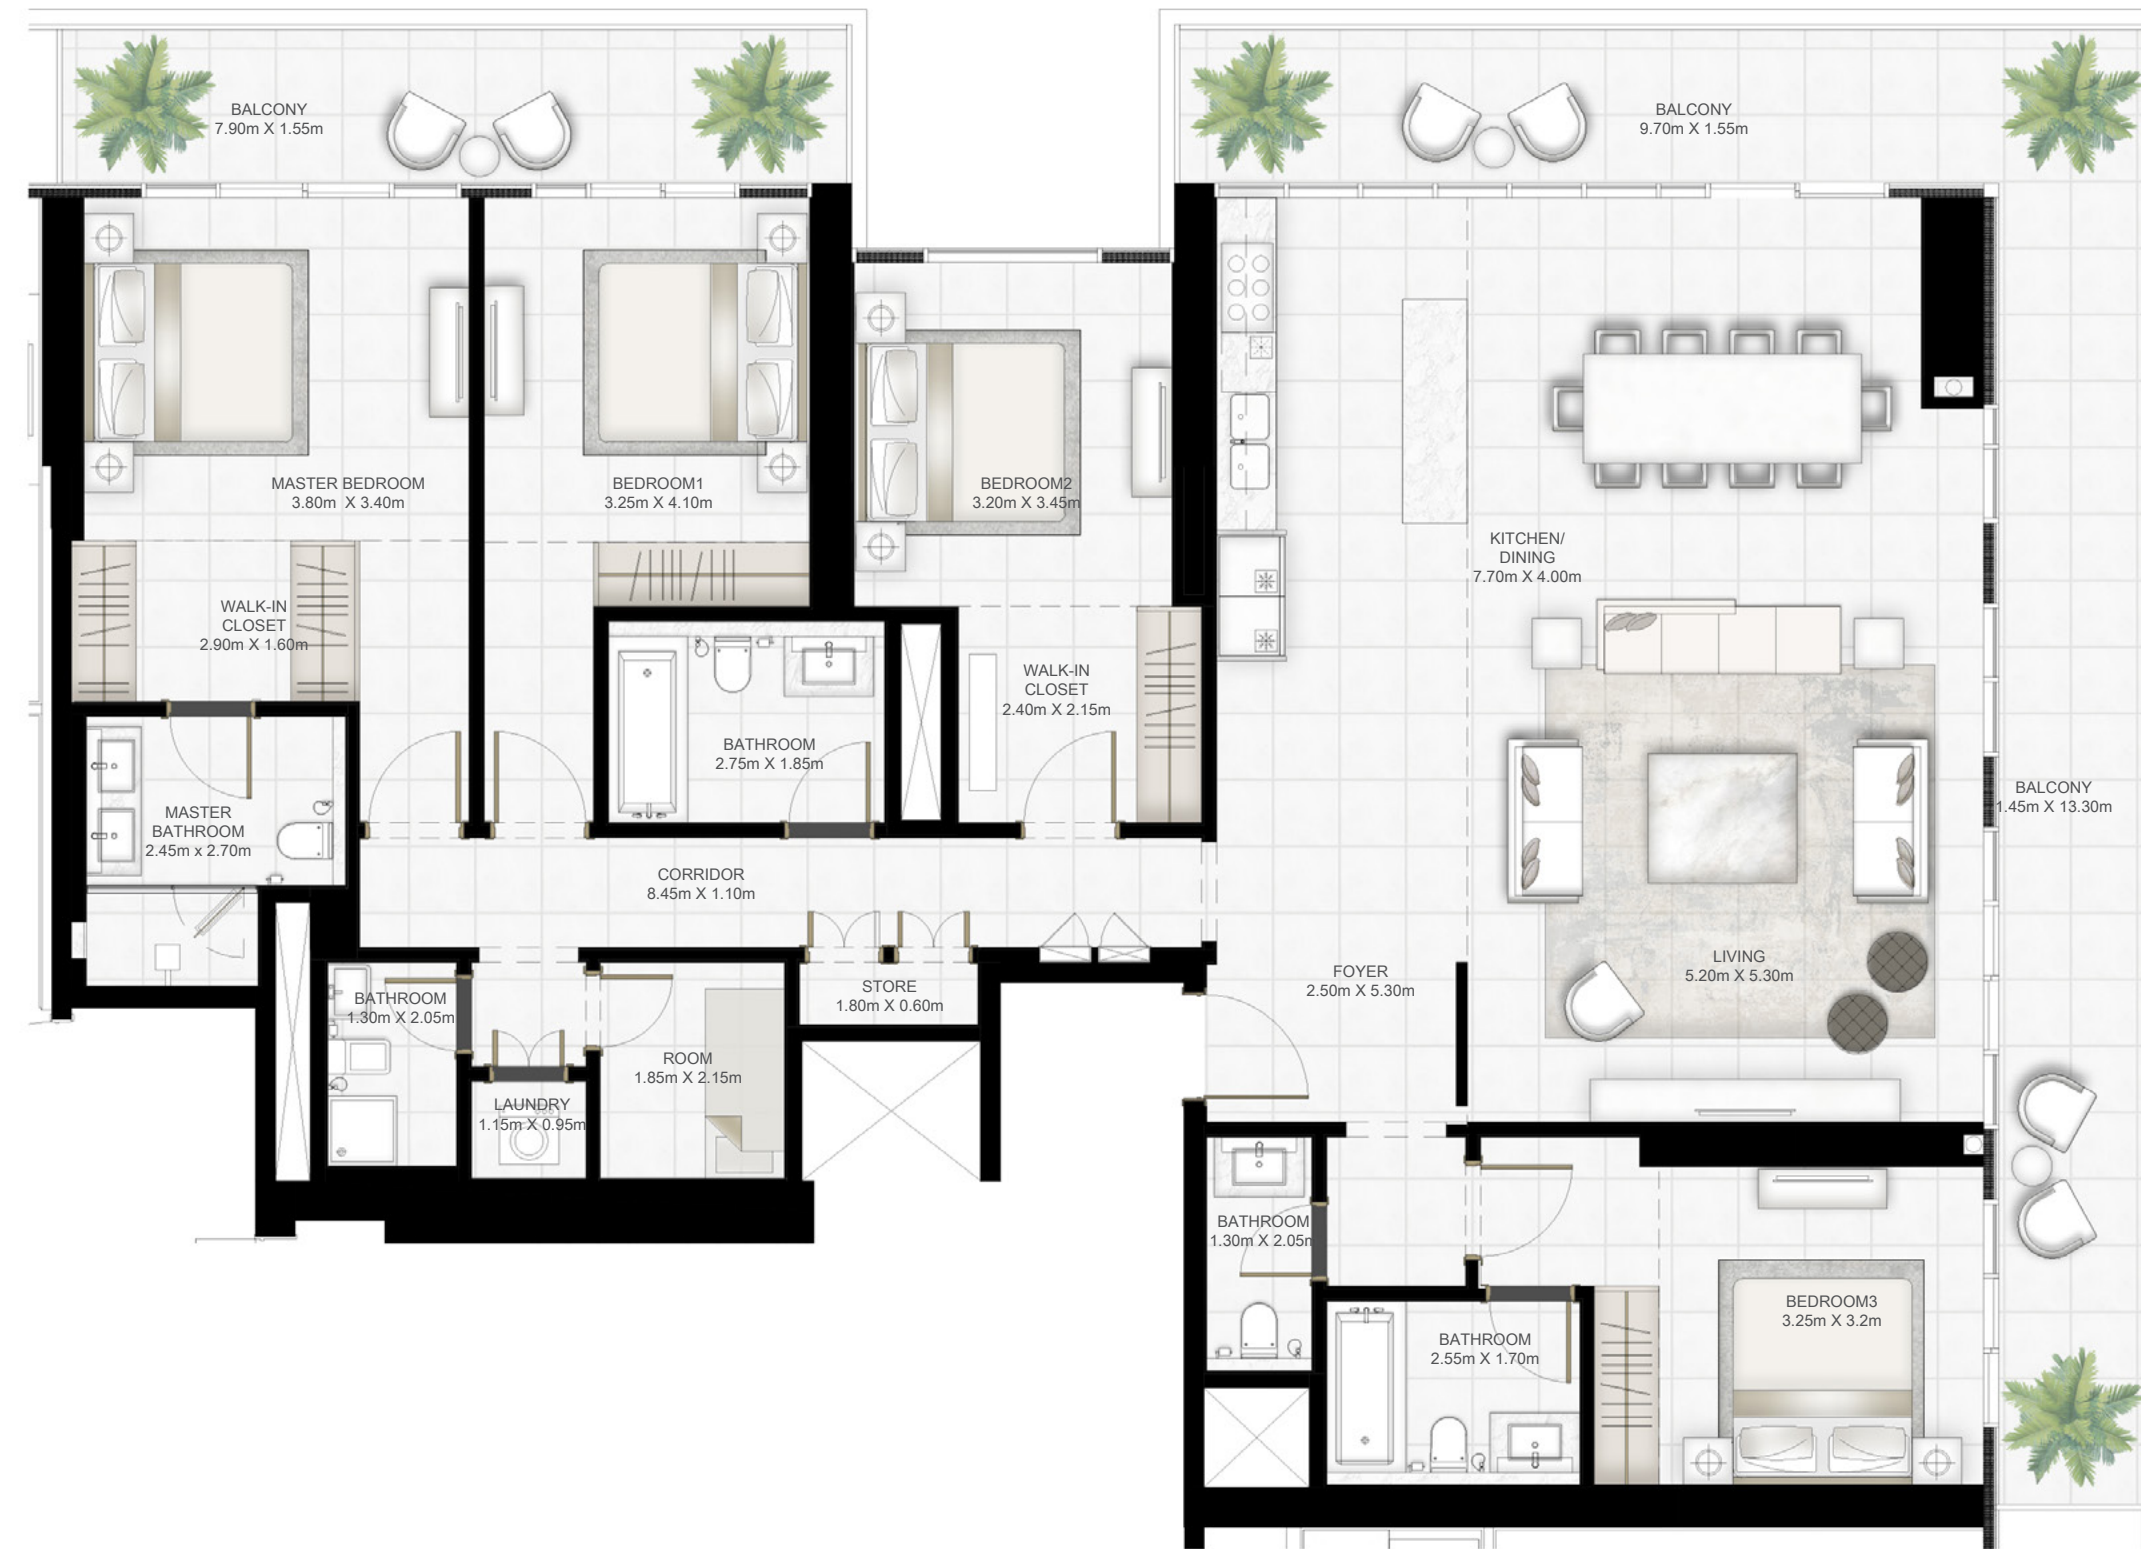 BALCONY
7.90m X 1.55m
BALCONY
9.70m X 1.55m
MASTER BEDROOM
3.80m X 3.40m
BEDROOM1
3.25m X 4.10m
BEDROOM2
3.20m X 3.45m
KITCHEN/
DINING
7.70m X 4.00m
WALK-IN
CLOSET
2.90m X 1.60m
WALK-IN
CLOSET
2.40m X 2.15m
BATHROOM
2.75m X 1.85m
MASTER
BATHROOM
2.45m x 2.70m
BALCONY
1.45m X 13.30m
CORRIDOR
8.45m X 1.10m
LIVING
5.20m X 5.30m
FOYER
2.50m X 5.30m
STORE
1.80m X 0.60m
BATHROOM
1.30m X 2.05m
ROOM
1.85m X 2.15m
LAUNDRY
1.15m X 0.95m
BATHROOM
1.30m X 2.05m
BEDROOM3
3.25m X 3.2m
BATHROOM
2.55m X 1.70m